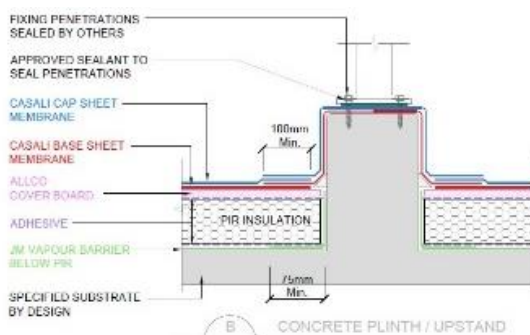 FIXING PENETRATIONS
SEALED BY OTHERS
APPROVED SEALANT TO
SEAL PENETRATIONS
CASALI CAP SHEET
MEMBRANE
100mm
Min.
CASALI BASE SHEET
MEMBRANE
ALLCO
COVER BOARD
ADHESIVE
PIR INSULATION
JM VAPOUR BARRIER
BELOW PIR
75mm
Min.
SPECIFIED SUBSTRATE
BY DESIGN
B
CONCRETE PLINTH / UPSTAND